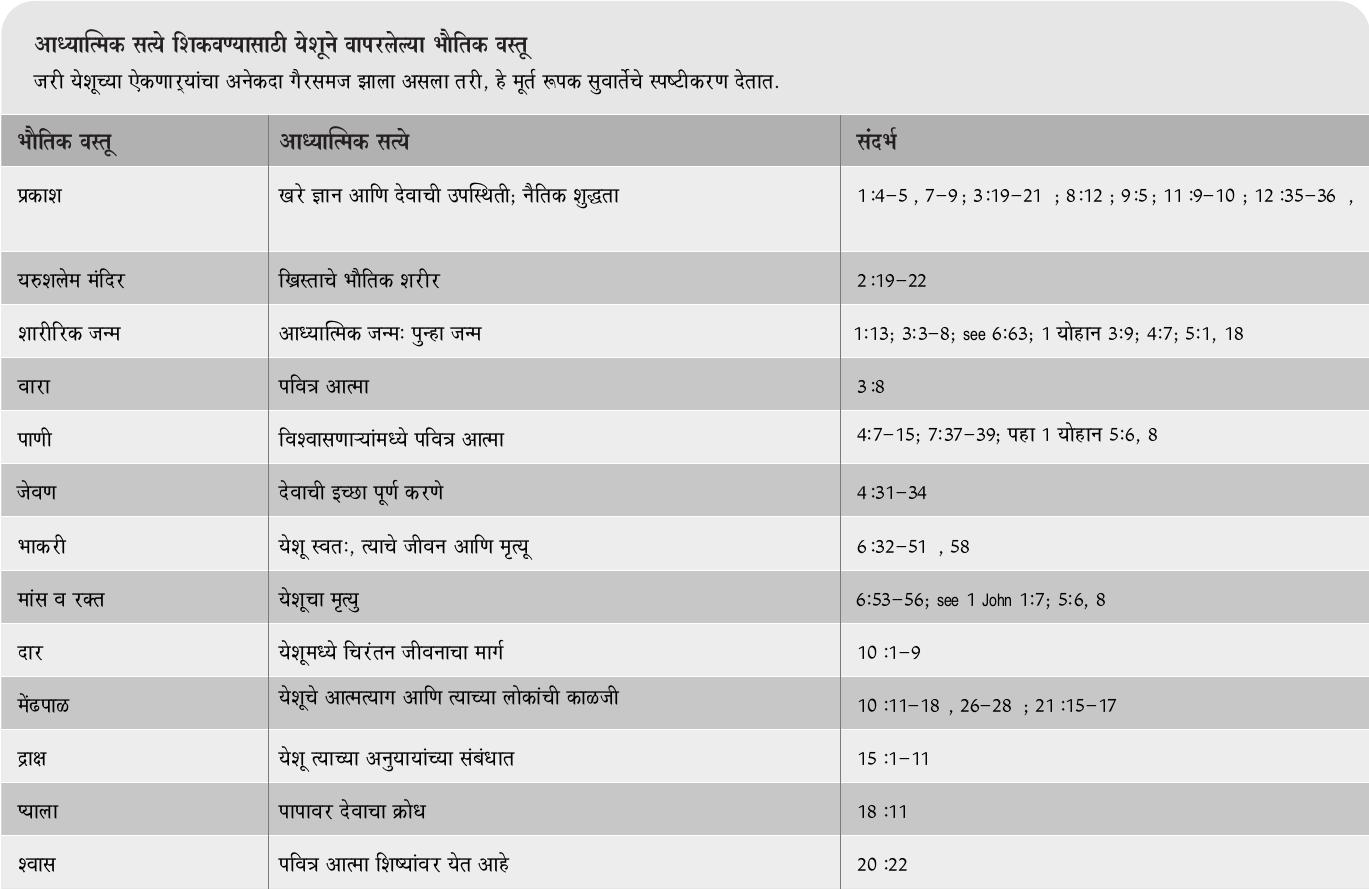 आध्यात्मिक सत्ये शिकवण्यासाठी येशूने वापरलेल्या भौतिक वस्तू
जरी येशूच्या ऐकणाऱ्यांचा अनेकदा गैरसमज झाला असला तरी, हे मूर्त रूपक सुवार्तेचे स्पष्टीकरण देतात.
भौतिक वस्तू आध्यात्मिक सत्ये संदर्भ
प्रकाश खरे ज्ञान आणि देवाची उपस्थिती; नैतिक शुद्धता 1:4–5 , 7–9 ; 3:19–21 ; 8:12 ; 9:5; 11 :9–10 ; 12 :35–36 ,
यरुशलेम मंदिर ख्रिस्ताचे भौतिक शरीर 2:19–22
शारीरिक जन्म आध्यात्मिक जन्मः पुन्हा जन्म 1:13; 3:3–8; see 6:63; 1 योहान 3:9; 4:7; 5:1, 18
वारा पवित्र आत्मा 3:8
पाणी विश्वासणाऱ्यांमध्ये पवित्र आत्मा 4:7–15; 7:37–39; पहा 1 योहान 5:6, 8
जेवण देवाची इच्छा पूर्ण करणे 4:31–34
भाकरी येशू स्वतः, त्याचे जीवन आणि मृत्यू 6:32–51 , 58
मांस व रक्त येशूचा मृत्यु 6:53–56; see 1 John 1:7; 5:6, 8
दार येशूमध्ये चिरंतन जीवनाचा मार्ग 10 :1–9
मेंढपाळ येशूचे आत्मत्याग आणि त्याच्या लोकांची काळजी 10 :11–18 , 26–28 ; 21 :15–17
द्राक्ष येशू त्याच्या अनुयायांच्या संबंधात 15 :1–11
प्याला पापावर देवाचा क्रोध 18 :11
श्वास पवित्र आत्मा शिष्यांवर येत आहे 20 :22